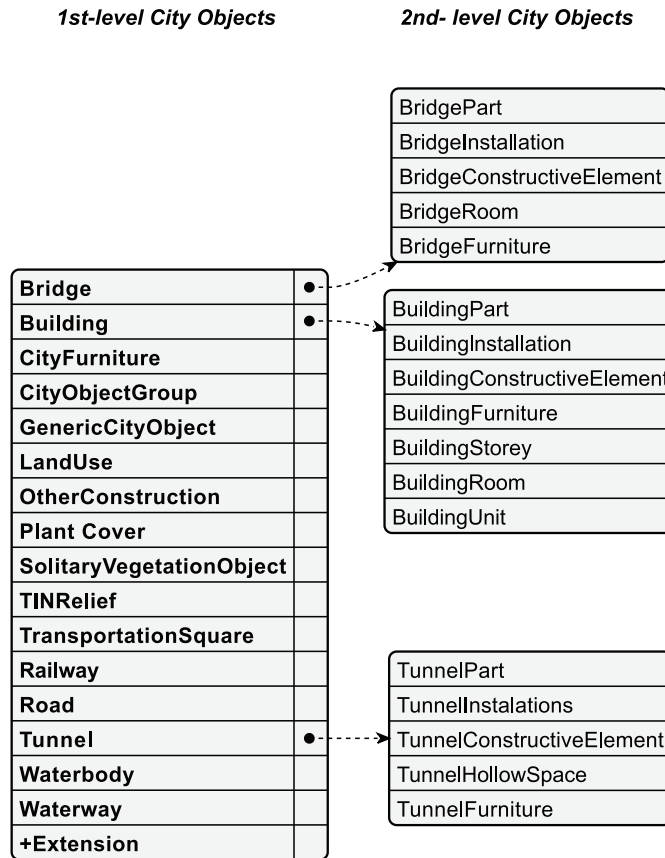 1st-level City Objects
2nd- level City Objects
BridgePart
BridgeInstallation
BridgeConstructiveElement
BridgeRoom
BridgeFurniture
Bridge
Building
CityFurniture
CityObjectGroup
GenericCityObject
LandUse
OtherConstruction
Plant Cover
SolitaryVegetationObject
TINRelief
TransportationSquare
Railway
Road
Tunnel
Waterbody
Waterway
+Extension
BuildingPart
BuildingInstallation
BuildingConstructiveElement
BuildingFurniture
BuildingStorey
BuildingRoom
BuildingUnit
TunnelPart
TunnelInstalations
TunnelConstructiveElement
TunnelHollowSpace
TunnelFurniture